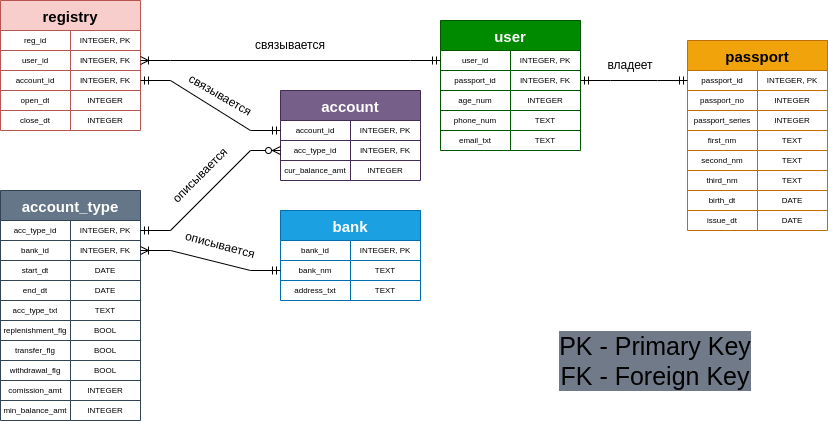 registry
reg_id INTEGER, PK
user_id INTEGER, FK
account_id INTEGER, FK
open_dt INTEGER
close_dt INTEGER
связывается
user
user_id INTEGER, PK
passport_id INTEGER, FK
age_num INTEGER
phone_num TEXT
email_txt TEXT
владеет
passport
passport_id INTEGER, PK
passport_no INTEGER
passport_series INTEGER
first_nm TEXT
second_nm TEXT
third_nm TEXT
birth_dt DATE
issue_dt DATE
связывается
account
account_id INTEGER, PK
acc_type_id INTEGER, FK
cur_balance_amt INTEGER
описывается
account_type
acc_type_id INTEGER, PK
bank_id INTEGER, FK
start_dt DATE
end_dt DATE
acc_type_txt TEXT
replenishment_flg BOOL
transfer_flg BOOL
withdrawal_flg BOOL
comission_amt INTEGER
min_balance_amt INTEGER
описывается
bank
bank_id INTEGER, PK
bank_nm TEXT
address_txt TEXT
PK - Primary Key
FK - Foreign Key